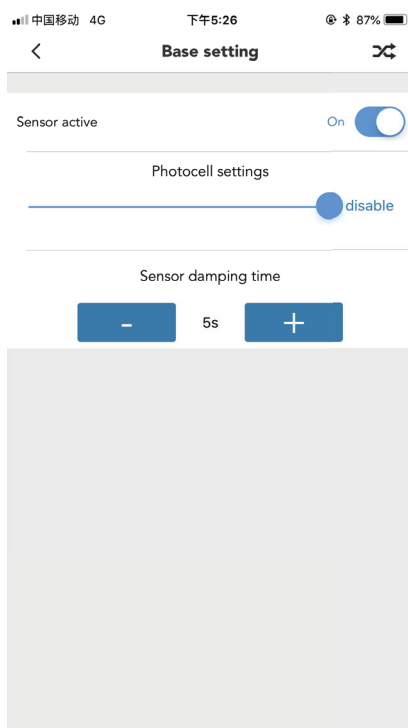 中国移动 4G 下午5:26 87%
Base setting
Sensor active On
Photocell settings
disable
Sensor damping time
- 5s +